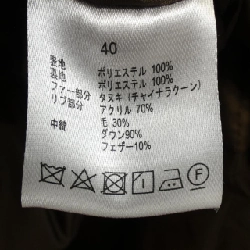 40
表地 ポリエステル 100%
裏地 ポリエステル 100%
ファー部分 タヌキ(チャイナラクーン)
リブ部分 アクリル 70%
毛 30%
中綿 ダウン90%
フェザー10%